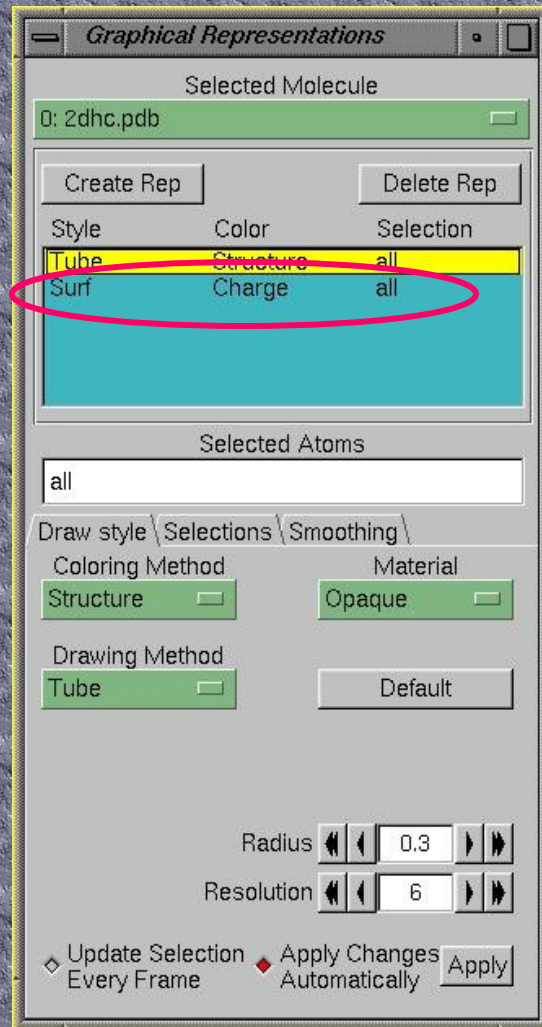 Graphical Representations
Selected Molecule
0: 2dhc.pdb
Create Rep Delete Rep
Style Color Selection
Tube Structure all
Surf Charge all
Selected Atoms
all
Draw style Selections Smoothing
Coloring Method Material
Structure Opaque
Drawing Method
Tube Default
Radius 0.3
Resolution 6
Update Selection Apply Changes Apply
Every Frame Automatically